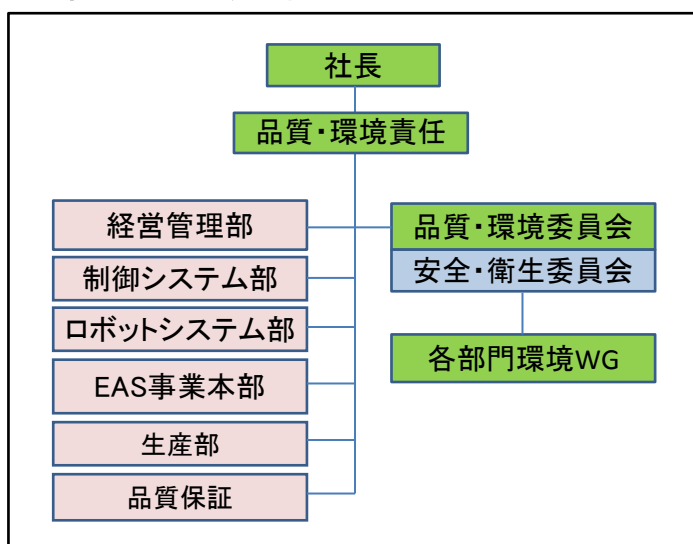 社長
品質・環境責任
経営管理部
制御システム部
ロボットシステム部
EAS事業本部
生産部
品質保証
品質・環境委員会
安全・衛生委員会
各部門環境WG